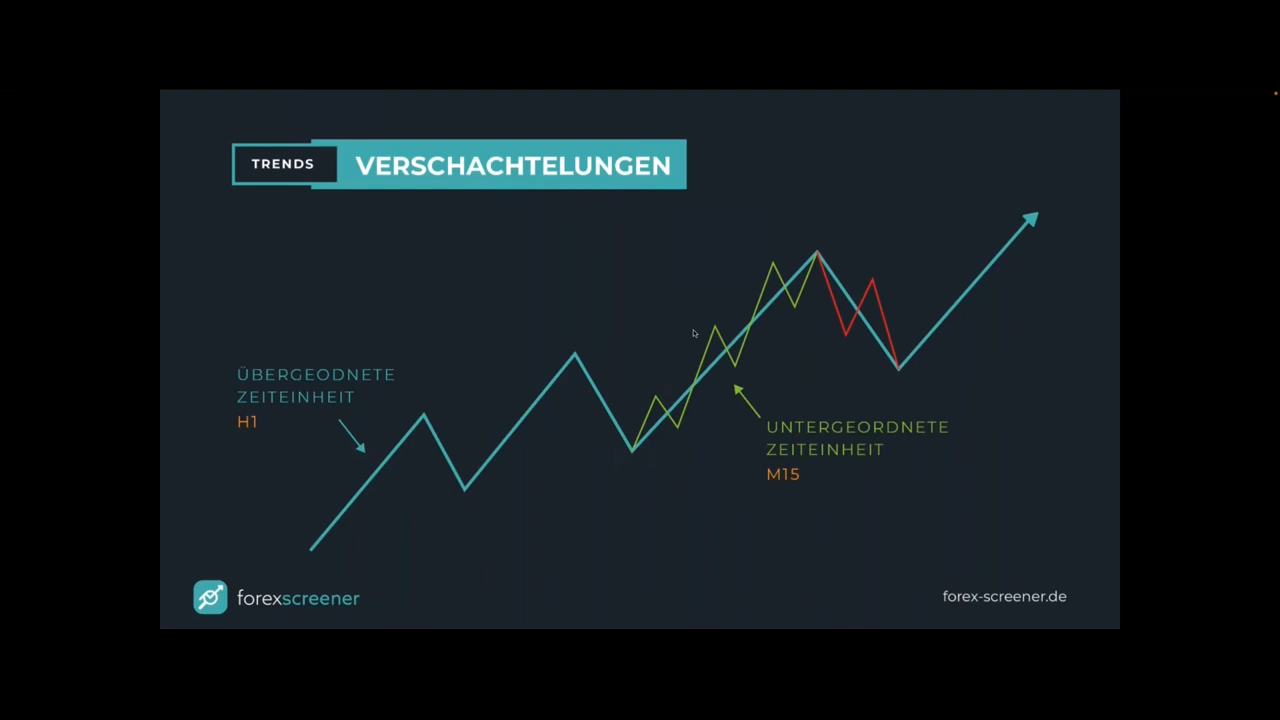 TRENDS
VERSCHACHTELUNGEN
ÜBERGEODNETE
ZEITEINHEIT
H1
UNTERGEORDNETE
ZEITEINHEIT
M15
forexscreener
forex-screener.de